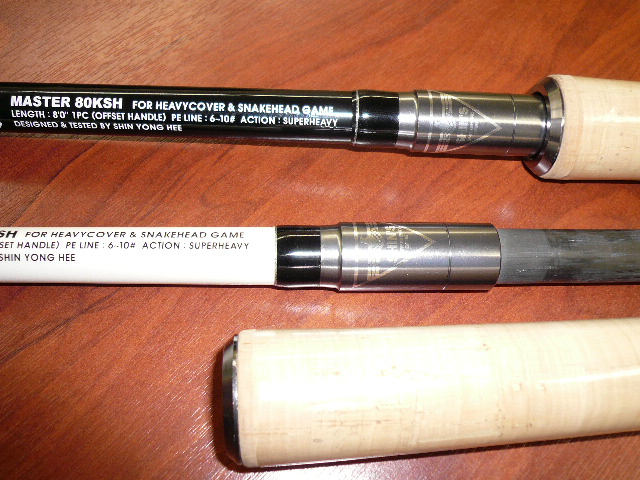 MASTER 80KSH FOR HEAVYCOVER & SNAKEHEAD GAME
LENGTH : 8'0" 1PC (OFFSET HANDLE) PE LINE : 6~10# ACTION : SUPERHEAVY
DESIGNED & TESTED BY SHIN YONG HEE
SH FOR HEAVYCOVER & SNAKEHEAD GAME
SET HANDLE) PE LINE : 6~10# ACTION : SUPERHEAVY
SHIN YONG HEE